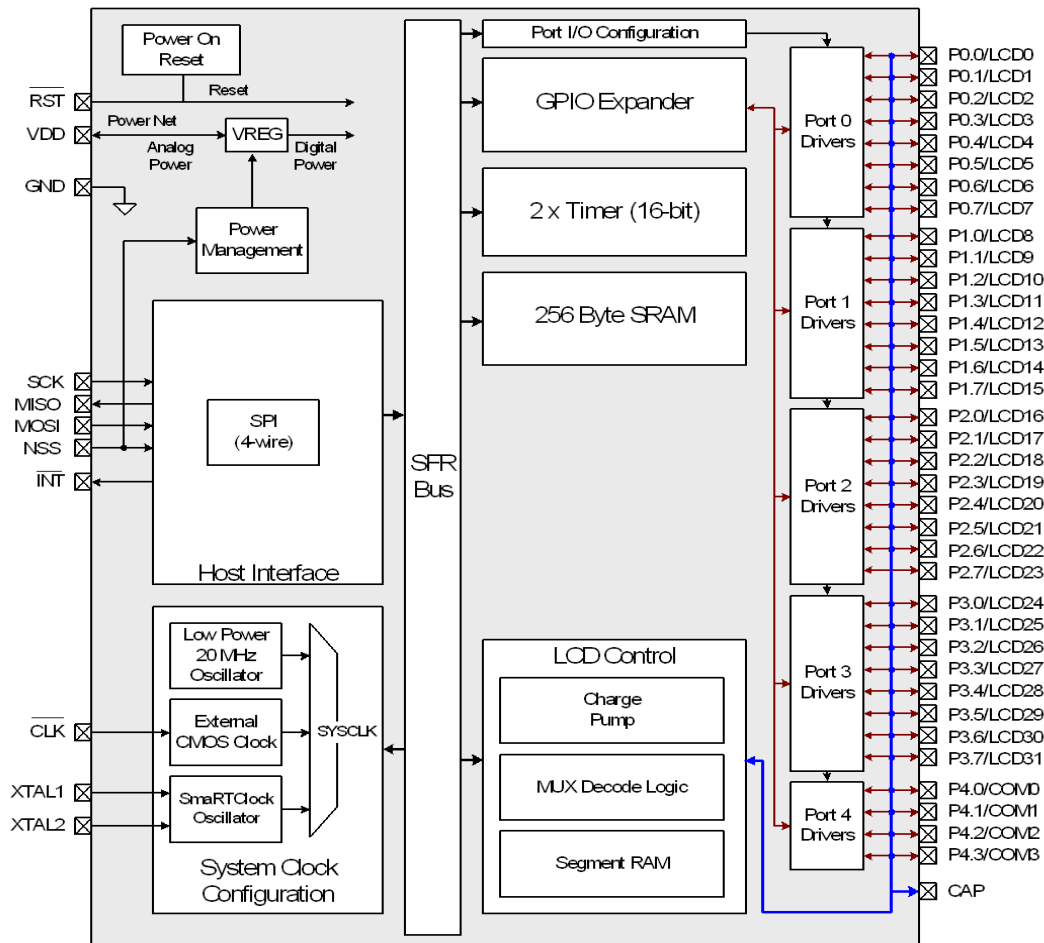 Power On
Reset
RST
Reset
VDD
Power Net
Analog
Power
VREG
Digital
Power
GND
Power
Management
SCK
MISO
MOSI
NSS
INT
SPI
(4-wire)
Host Interface
Low Power
20 MHz
Oscillator
CLK
External
CMOS Clock
SYSCLK
XTAL1
XTAL2
SmaRTClock
Oscillator
System Clock
Configuration
SFR
Bus
Port I/O Configuration
GPIO Expander
2 x Timer (16-bit)
256 Byte SRAM
LCD Control
Charge
Pump
MUX Decode Logic
Segment RAM
Port 0
Drivers
Port 1
Drivers
Port 2
Drivers
Port 3
Drivers
Port 4
Drivers
P0.0/LCD0
P0.1/LCD1
P0.2/LCD2
P0.3/LCD3
P0.4/LCD4
P0.5/LCD5
P0.6/LCD6
P0.7/LCD7
P1.0/LCD8
P1.1/LCD9
P1.2/LCD10
P1.3/LCD11
P1.4/LCD12
P1.5/LCD13
P1.6/LCD14
P1.7/LCD15
P2.0/LCD16
P2.1/LCD17
P2.2/LCD18
P2.3/LCD19
P2.4/LCD20
P2.5/LCD21
P2.6/LCD22
P2.7/LCD23
P3.0/LCD24
P3.1/LCD25
P3.2/LCD26
P3.3/LCD27
P3.4/LCD28
P3.5/LCD29
P3.6/LCD30
P3.7/LCD31
P4.0/COM0
P4.1/COM1
P4.2/COM2
P4.3/COM3
CAP